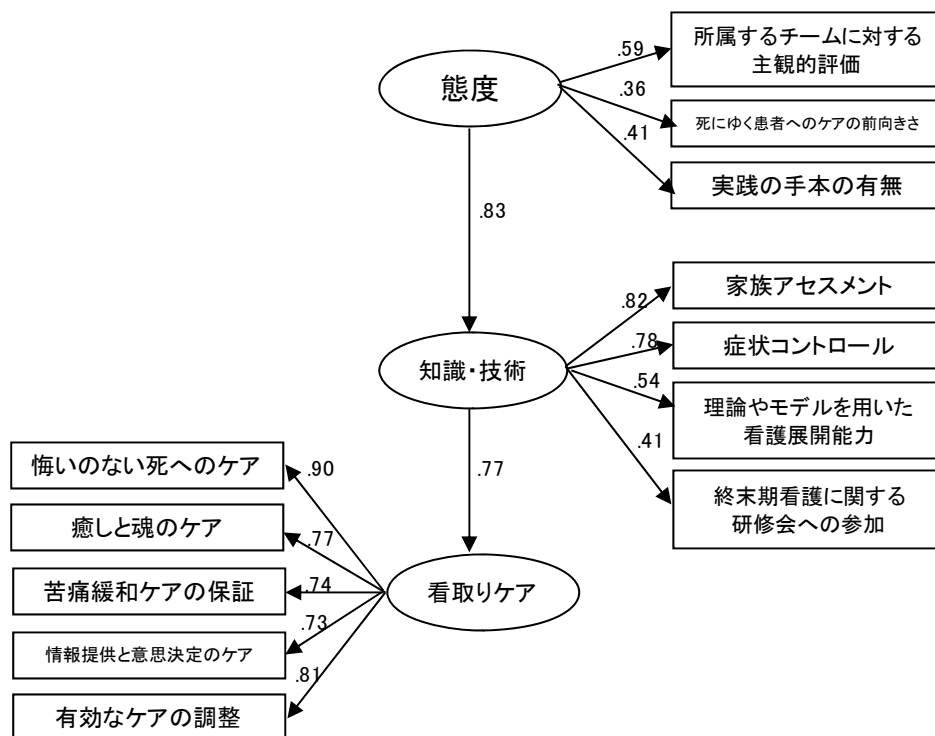 態度
.59
所属するチームに対する
主観的評価
.36
死にゆく患者へのケアの前向きさ
.41
実践の手本の有無
.83
知識・技術
.82
家族アセスメント
.78
症状コントロール
.54
理論やモデルを用いた
看護展開能力
.41
終末期看護に関する
研修会への参加
.77
看取りケア
.90
悔いのない死へのケア
.77
癒しと魂のケア
.74
苦痛緩和ケアの保証
.73
情報提供と意思決定のケア
.81
有効なケアの調整